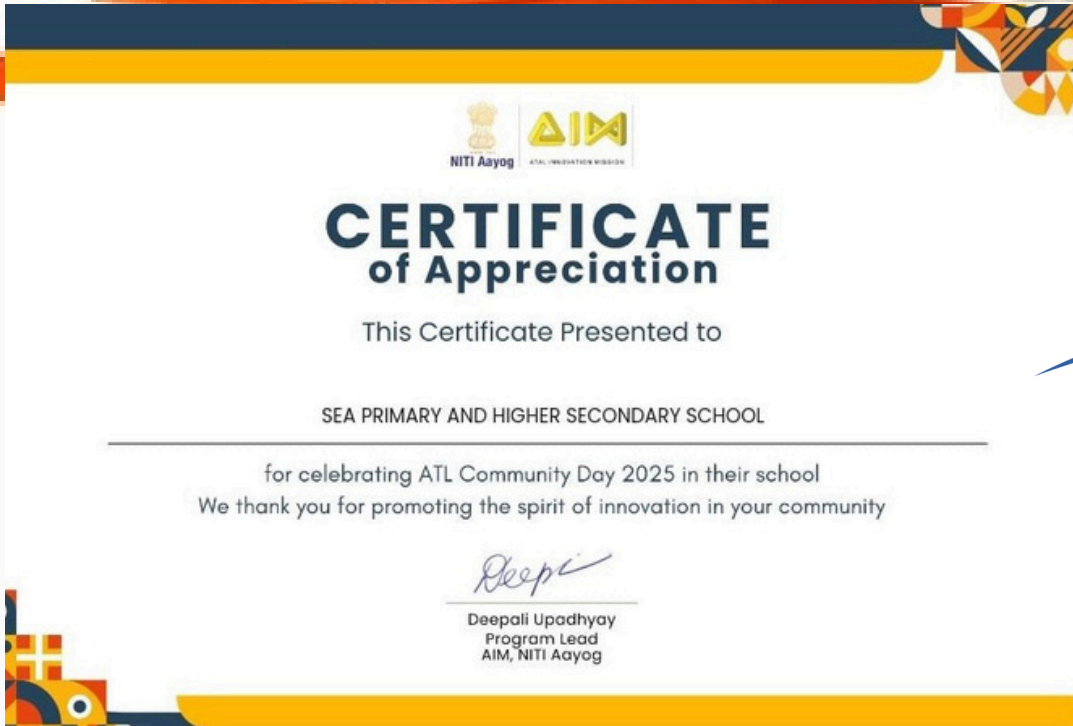 NITI Aayog
AIM
ATAL INNOVATION MISSION
CERTIFICATE
of Appreciation
This Certificate Presented to
SEA PRIMARY AND HIGHER SECONDARY SCHOOL
for celebrating ATL Community Day 2025 in their school
We thank you for promoting the spirit of innovation in your community
Deepi
Deepali Upadhyay
Program Lead
AIM, NITI Aayog